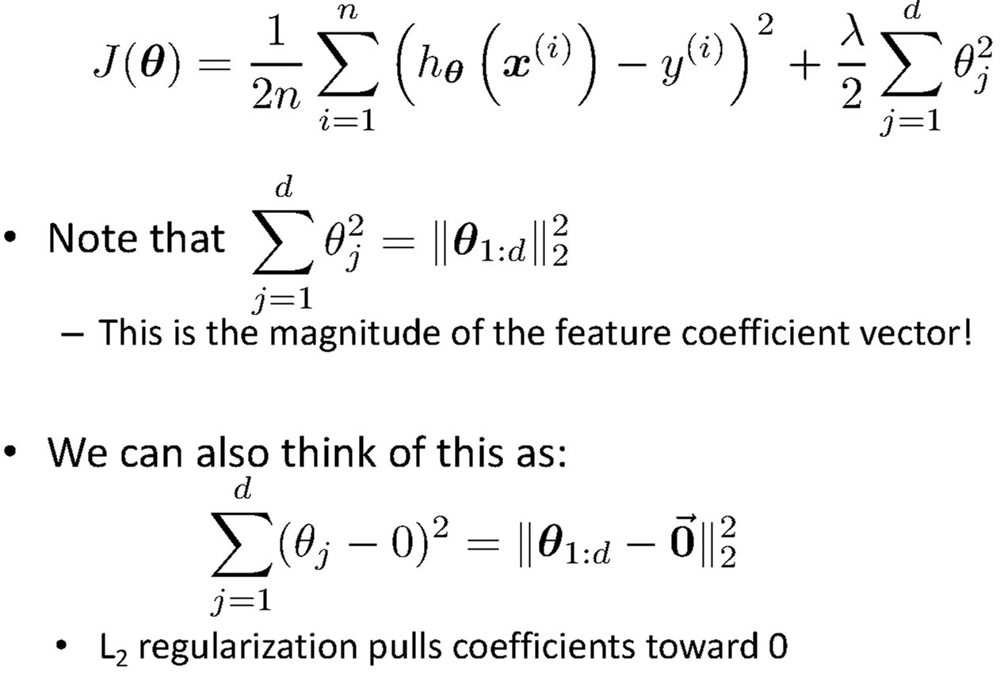 J(θ) = \frac{1}{2n} \sum_{i=1}^{n} \left( h_{\boldsymbol{\theta}} \left( \boldsymbol{x}^{(i)} \right) - y^{(i)} \right)^2 + \frac{\lambda}{2} \sum_{j=1}^{d} \theta_j^2
• Note that \sum_{j=1}^{d} \theta_j^2 = \|\boldsymbol{\theta}_{1:d}\|_2^2
– This is the magnitude of the feature coefficient vector!
• We can also think of this as:
\sum_{j=1}^{d} (\theta_j - 0)^2 = \|\boldsymbol{\theta}_{1:d} - \vec{\mathbf{0}}\|_2^2
• L₂ regularization pulls coefficients toward 0